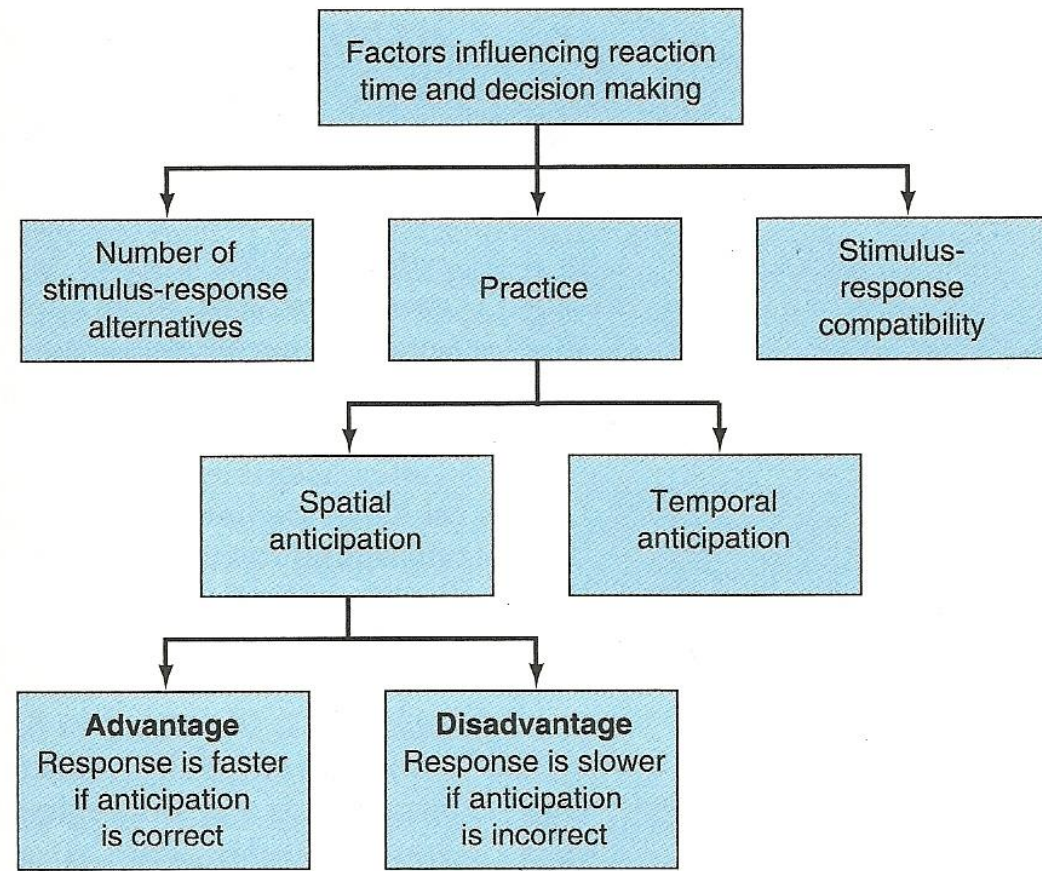 Factors influencing reaction
time and decision making
Number of
stimulus-response
alternatives
Practice
Stimulus-
response
compatibility
Spatial
anticipation
Temporal
anticipation
Advantage
Response is faster
if anticipation
is correct
Disadvantage
Response is slower
if anticipation
is incorrect